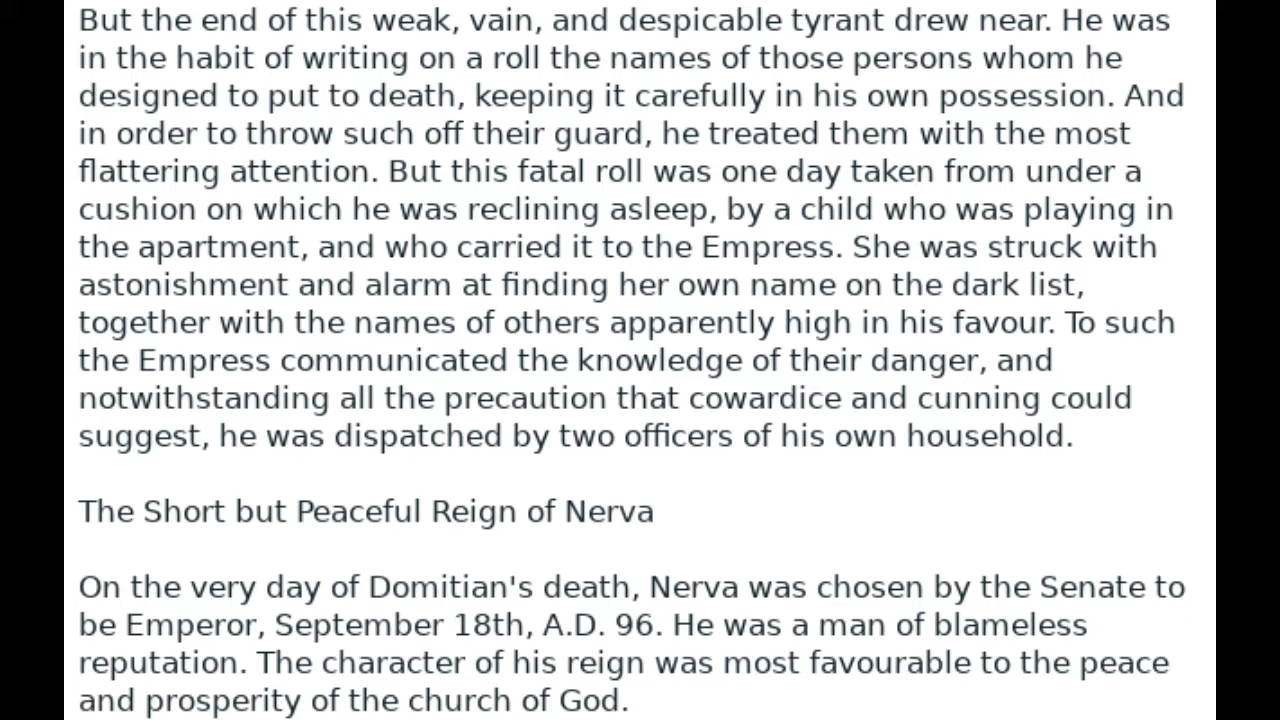 But the end of this weak, vain, and despicable tyrant drew near. He was
in the habit of writing on a roll the names of those persons whom he
designed to put to death, keeping it carefully in his own possession. And
in order to throw such off their guard, he treated them with the most
flattering attention. But this fatal roll was one day taken from under a
cushion on which he was reclining asleep, by a child who was playing in
the apartment, and who carried it to the Empress. She was struck with
astonishment and alarm at finding her own name on the dark list,
together with the names of others apparently high in his favour. To such
the Empress communicated the knowledge of their danger, and
notwithstanding all the precaution that cowardice and cunning could
suggest, he was dispatched by two officers of his own household.
The Short but Peaceful Reign of Nerva
On the very day of Domitian's death, Nerva was chosen by the Senate to
be Emperor, September 18th, A.D. 96. He was a man of blameless
reputation. The character of his reign was most favourable to the peace
and prosperity of the church of God.